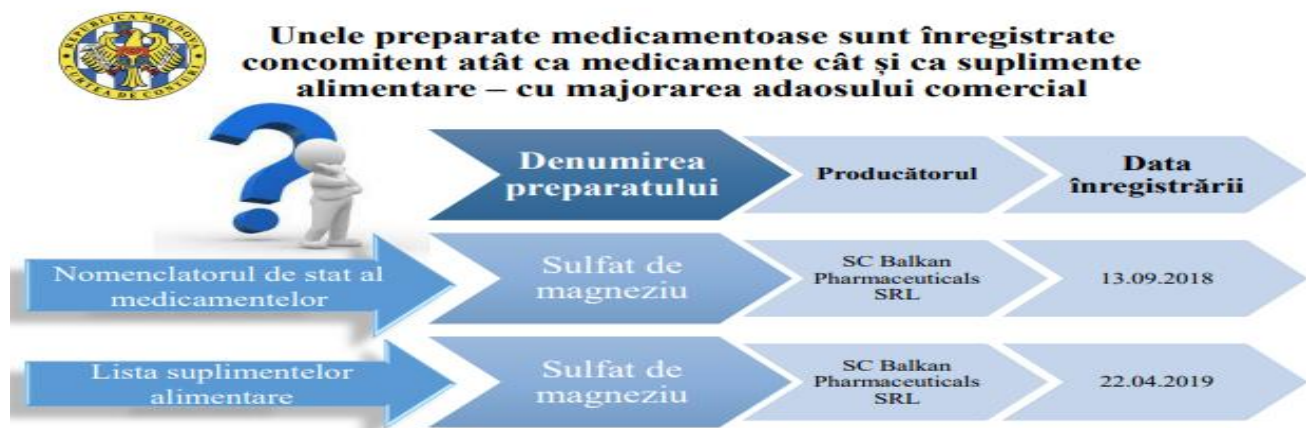 REPUBLICA MOLDOVA
CURTEA DE CONTURI
Unele preparate medicamentoase sunt înregistrate
concomitent atât ca medicamente cât și ca suplimente
alimentare – cu majorarea adaosului comercial
Denumirea
preparatului
Producătorul
Data
înregistrării
Nomenclatorul de stat al
medicamentelor
Sulfat de
magneziu
SC Balkan
Pharmaceuticals
SRL
13.09.2018
Lista suplimentelor
alimentare
Sulfat de
magneziu
SC Balkan
Pharmaceuticals
SRL
22.04.2019